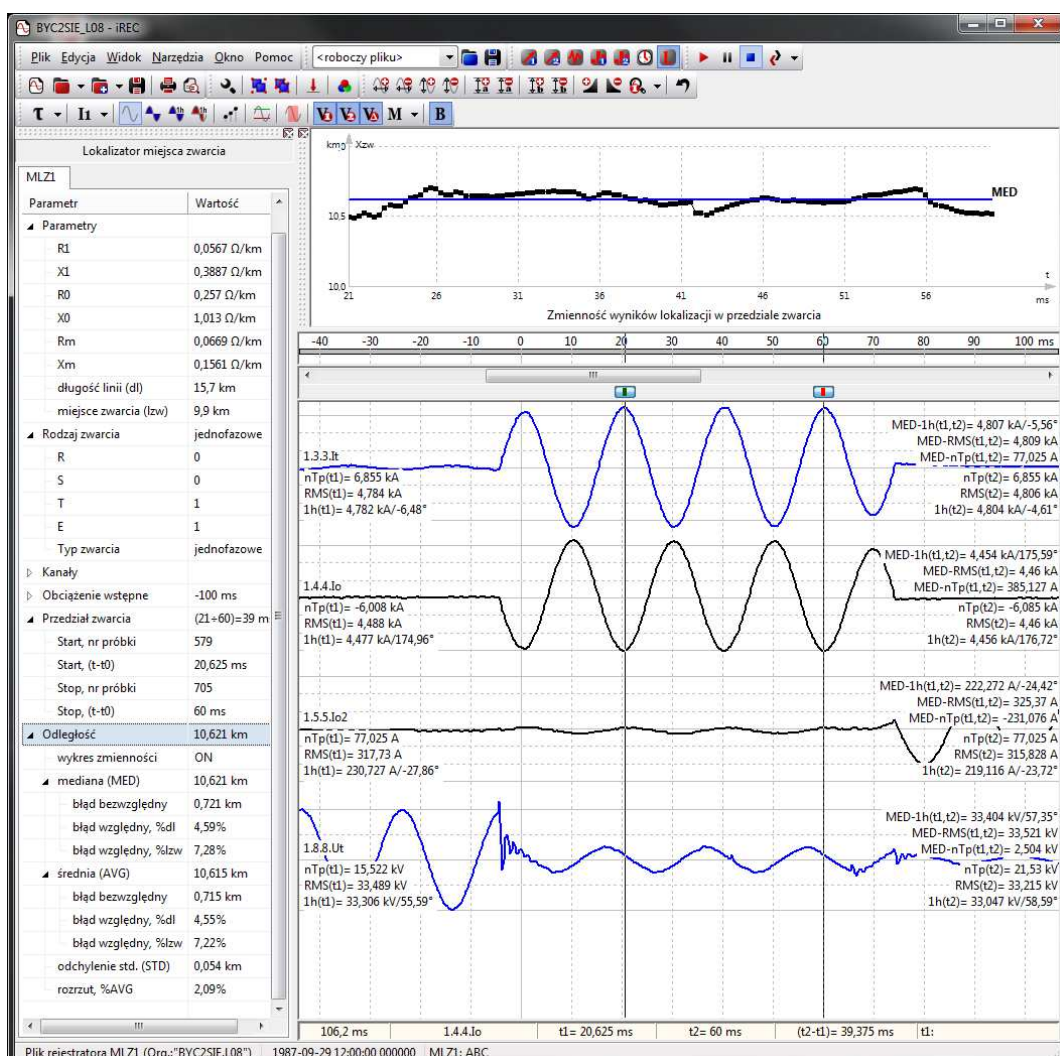 BYC2SIE_L08 - iREC
Plik Edycja Widok Narzędzia Okno Pomoc <roboczy pliku>
τ I1 V1 V2 V∆ M B
Lokalizator miejsca zwarcia
MLZ1
Parametr Wartość
Parametry
R1 0,0567 Ω/km
X1 0,3887 Ω/km
R0 0,257 Ω/km
X0 1,013 Ω/km
Rm 0,0669 Ω/km
Xm 0,1561 Ω/km
długość linii (dl) 15,7 km
miejsce zwarcia (lzw) 9,9 km
Rodzaj zwarcia jednofazowe
R 0
S 0
T 1
E 1
Typ zwarcia jednofazowe
Kanały
Obciążenie wstępne -100 ms
Przedział zwarcia (21÷60)=39 m
Start, nr próbki 579
Start, (t-t0) 20,625 ms
Stop, nr próbki 705
Stop, (t-t0) 60 ms
Odległość 10,621 km
wykres zmienności ON
mediana (MED) 10,621 km
błąd bezwzględny 0,721 km
błąd względny, %dl 4,59%
błąd względny, %lzw 7,28%
średnia (AVG) 10,615 km
błąd bezwzględny 0,715 km
błąd względny, %dl 4,55%
błąd względny, %lzw 7,22%
odchylenie std. (STD) 0,054 km
rozrzut, %AVG 2,09%
Xzw
MED
10,5
10,0
21 26 31 36 41 46 51 56
t
ms
Zmienność wyników lokalizacji w przedziale zwarcia
-40 -30 -20 -10 0 10 20 30 40 50 60 70 80 90 100 ms
1.3.3.It
nTp(t1)= 6,855 kA
RMS(t1)= 4,784 kA
1h(t1)= 4,782 kA/-6,48°
MED-1h(t1,t2)= 4,807 kA/-5,56°
MED-RMS(t1,t2)= 4,809 kA
MED-nTp(t1,t2)= 77,025 A
nTp(t2)= 6,855 kA
RMS(t2)= 4,806 kA
1h(t2)= 4,804 kA/-4,61°
1.4.4.Io
nTp(t1)= -6,008 kA
RMS(t1)= 4,488 kA
1h(t1)= 4,477 kA/174,96°
MED-1h(t1,t2)= 4,454 kA/175,59°
MED-RMS(t1,t2)= 4,46 kA
MED-nTp(t1,t2)= 385,127 A
nTp(t2)= -6,085 kA
RMS(t2)= 4,46 kA
1h(t2)= 4,456 kA/176,72°
1.5.5.Io2
nTp(t1)= 77,025 A
RMS(t1)= 317,73 A
1h(t1)= 230,727 A/-27,86°
MED-1h(t1,t2)= 222,272 A/-24,42°
MED-RMS(t1,t2)= 325,37 A
MED-nTp(t1,t2)= -231,076 A
nTp(t2)= 77,025 A
RMS(t2)= 315,828 A
1h(t2)= 219,116 A/-23,72°
1.8.8.Ut
nTp(t1)= 15,522 kV
RMS(t1)= 33,489 kV
1h(t1)= 33,306 kV/55,59°
MED-1h(t1,t2)= 33,404 kV/57,35°
MED-RMS(t1,t2)= 33,521 kV
MED-nTp(t1,t2)= 2,504 kV
nTp(t2)= 21,53 kV
RMS(t2)= 33,215 kV
1h(t2)= 33,047 kV/58,59°
106,2 ms 1.4.4.Io t1= 20,625 ms t2= 60 ms (t2-t1)= 39,375 ms t1:
Plik rejestratora MLZ1 (Org.:"BYC2SIE.L08") 1987-09-29 12:00:00 000000 MLZ1: ABC